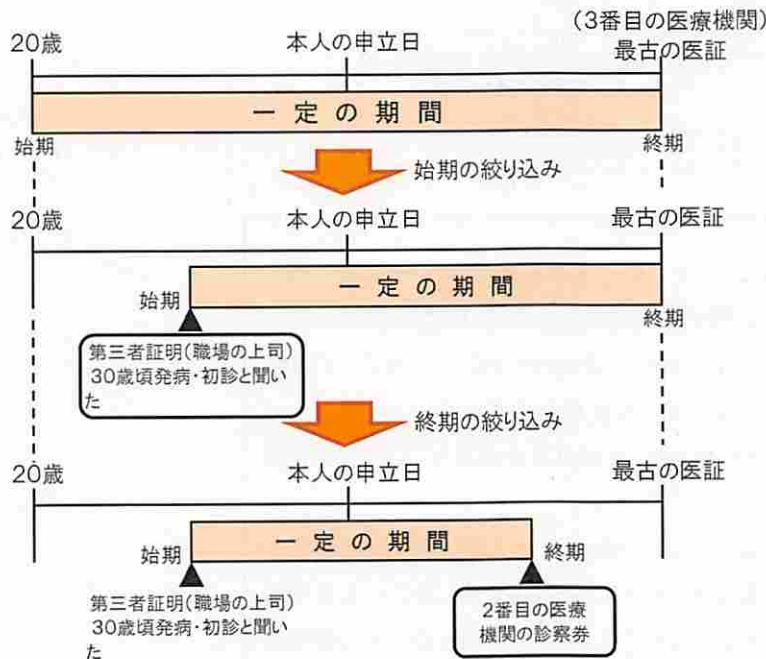 (3番目の医療機関)
20歳
本人の申立日
最古の医証
一定の期間
始期
終期
始期の絞り込み
20歳
本人の申立日
最古の医証
一定の期間
始期
終期
第三者証明(職場の上司)
30歳頃発病・初診と聞い
た
終期の絞り込み
20歳
本人の申立日
最古の医証
一定の期間
始期
終期
第三者証明(職場の上司)
30歳頃発病・初診と聞い
た
2番目の医療
機関の診察券